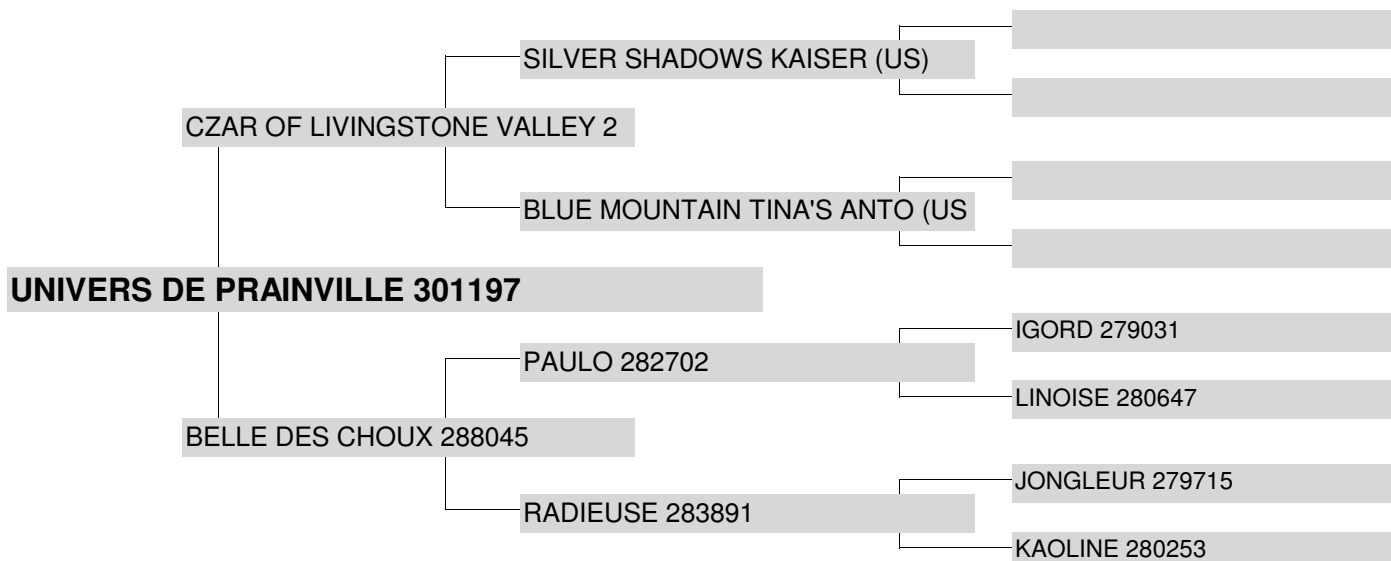 SILVER SHADOWS KAISER (US)
CZAR OF LIVINGSTONE VALLEY 2
BLUE MOUNTAIN TINA'S ANTO (US
UNIVERS DE PRAINVILLE 301197
IGORD 279031
PAULO 282702
LINOISE 280647
BELLE DES CHOUX 288045
JONGLEUR 279715
RADIEUSE 283891
KAOLINE 280253